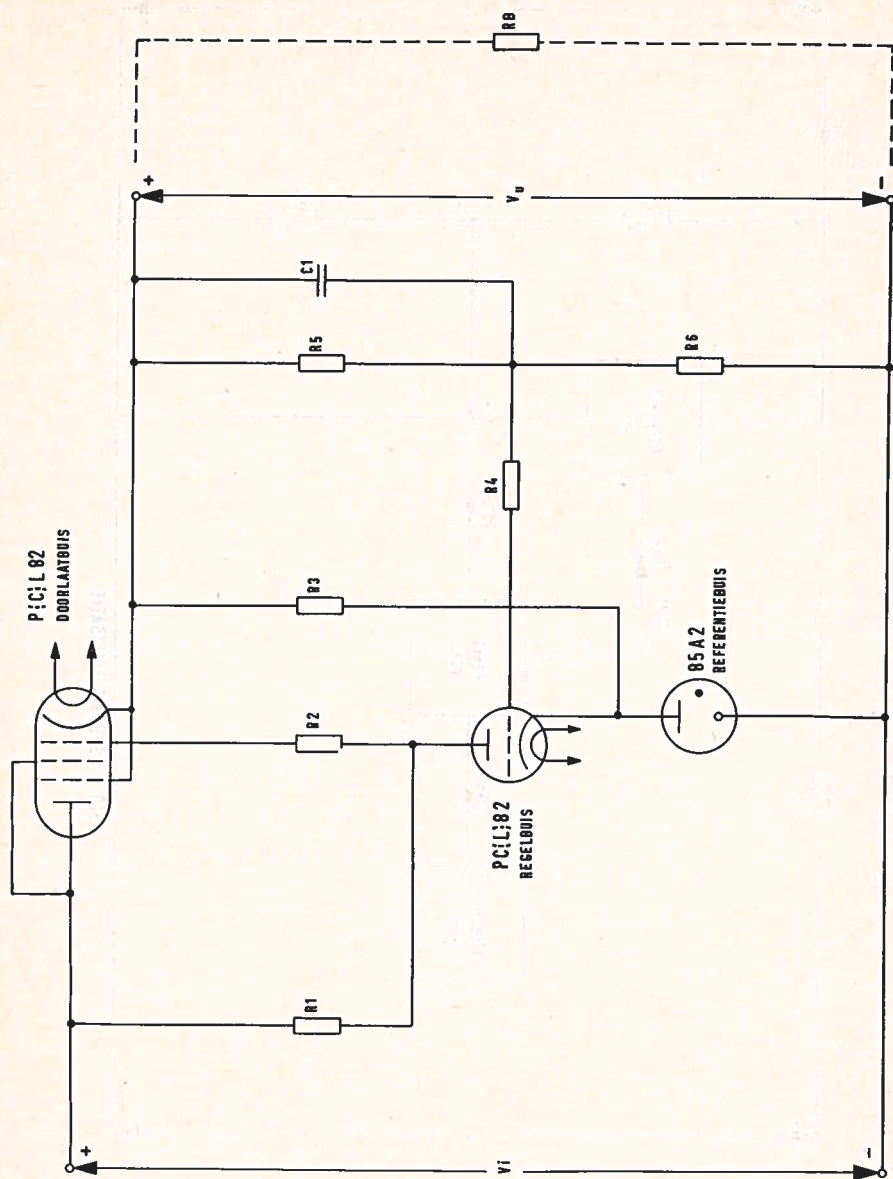 P(C)L 82
DOORLAATBUIS
+
+
R1
R2
R3
R4
R5
C1
R6
RB
Vi
Vu
PC(L)82
REGELBUIS
85A2
REFERENTIEBUIS
-
-